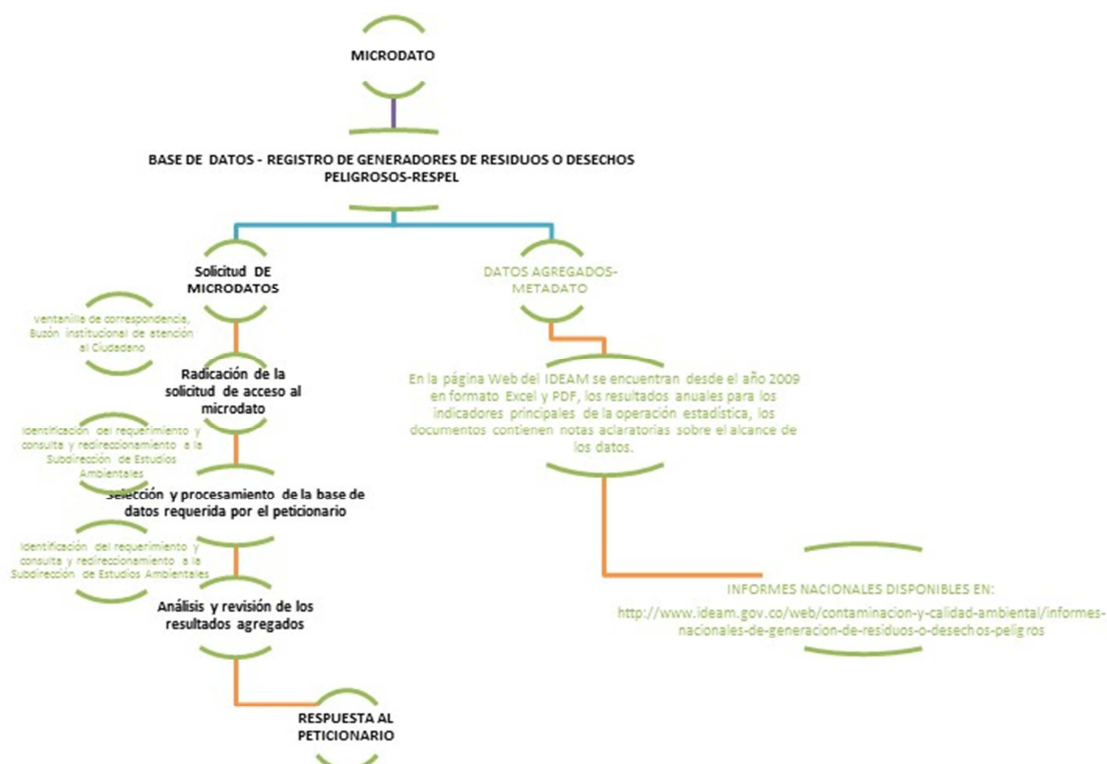 MICRODATO
BASE DE DATOS - REGISTRO DE GENERADORES DE RESIDUOS O DESECHOS
PELIGROSOS-RESPEL
Solicitud DE
MICRODATOS
ventanilla de correspondencia,
Buzón institucional de atención
al Ciudadano
Radicación de la
solicitud de acceso al
microdato
Identificación del requerimiento y
consulta y redireccionamiento a la
Subdirección de Estudios
Ambientales
Selección y procesamiento de la base de
datos requerida por el peticionario
Identificación del requerimiento y
consulta y redireccionamiento a la
Subdirección de Estudios Ambientales
Análisis y revisión de los
resultados agregados
RESPUESTA AL
PETICIONARIO
DATOS AGREGADOS-
METADATO
En la página Web del IDEAM se encuentran desde el año 2009
en formato Excel y PDF, los resultados anuales para los
indicadores principales de la operación estadística, los
documentos contienen notas aclaratorias sobre el alcance de
los datos.
INFORMES NACIONALES DISPONIBLES EN:
http://www.ideam.gov.co/web/contaminacion-y-calidad-ambiental/informes-
nacionales-de-generacion-de-residuos-o-desechos-peligros